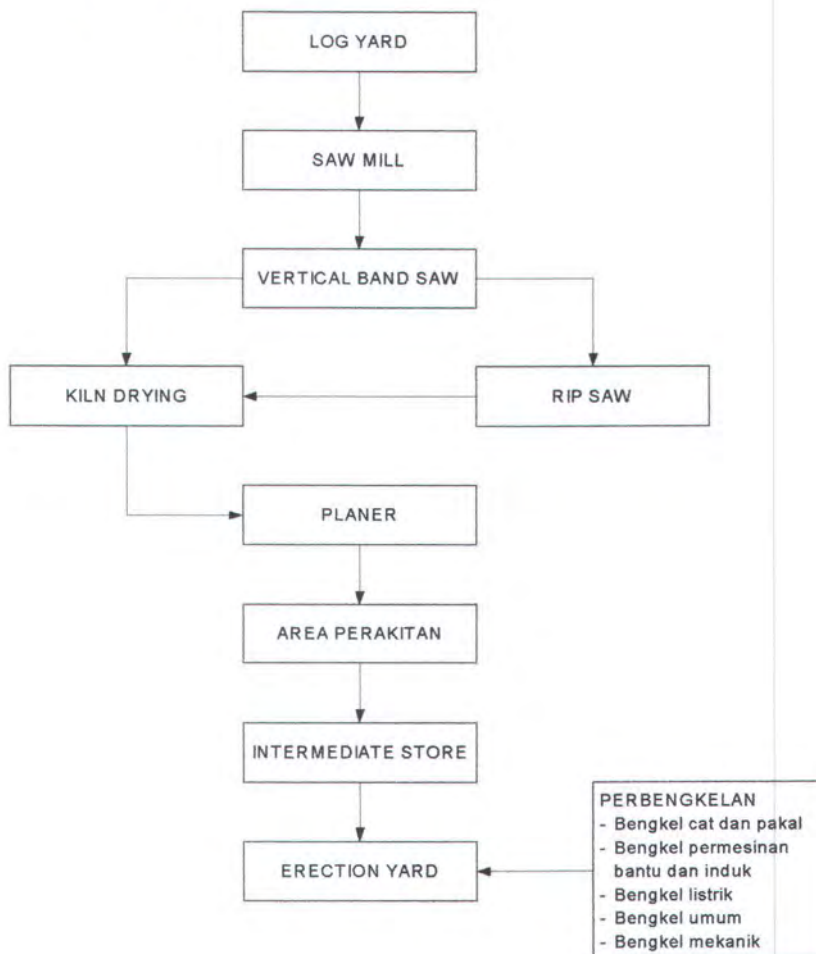 LOG YARD
SAW MILL
VERTICAL BAND SAW
KILN DRYING
RIP SAW
PLANER
AREA PERAKITAN
INTERMEDIATE STORE
ERECTION YARD
PERBENGKELAN
- Bengkel cat dan pakal
- Bengkel permesinan
bantu dan induk
- Bengkel listrik
- Bengkel umum
- Bengkel mekanik